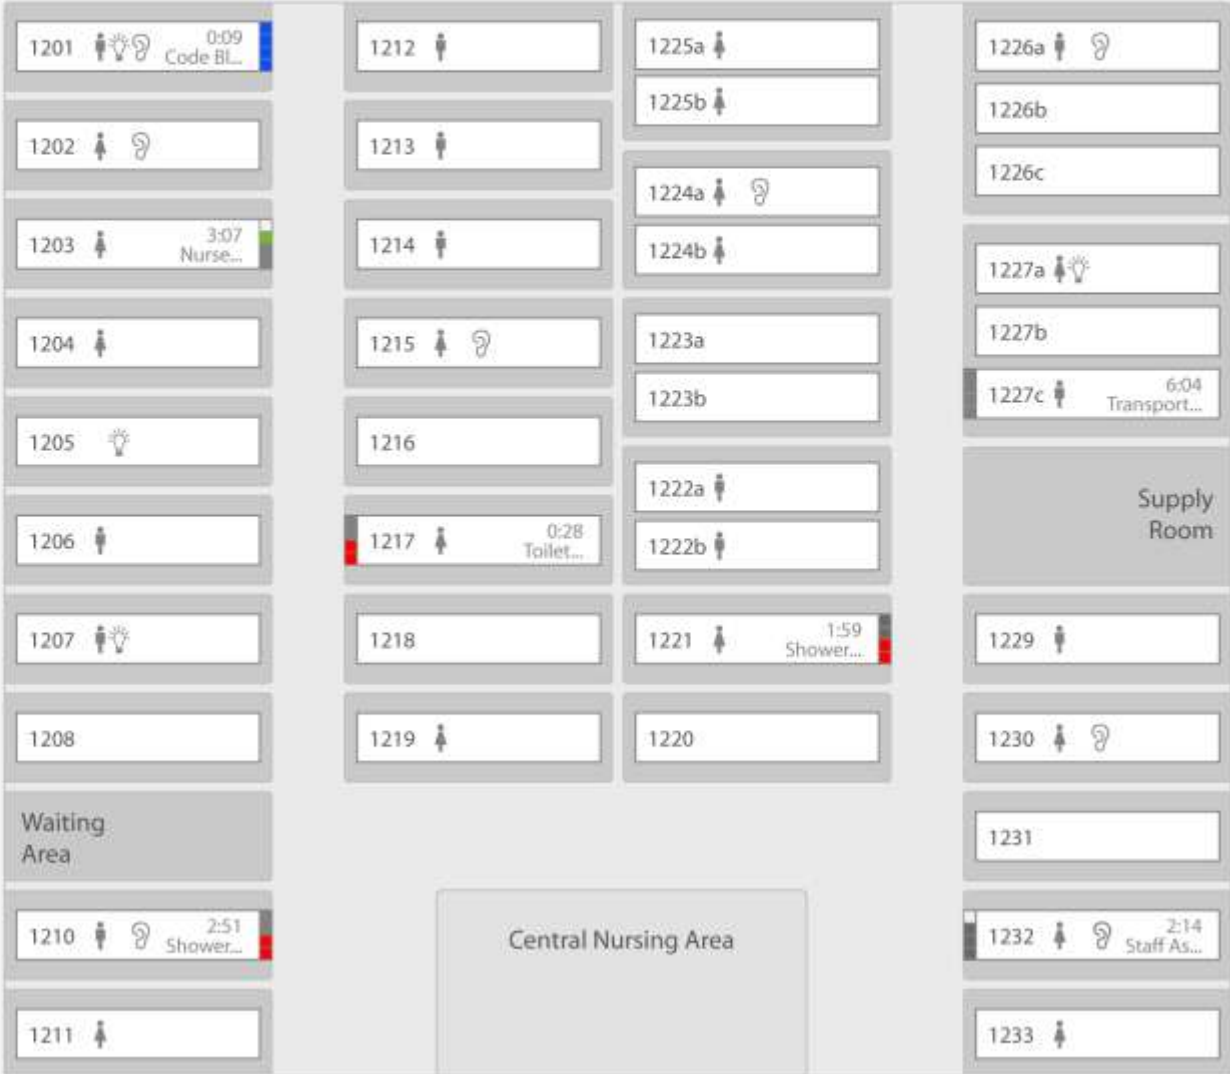 1201
0:09
Code Bl...
1202
1203
3:07
Nurse...
1204
1205
1206
1207
1208
Waiting
Area
1210
2:51
Shower...
1211
1212
1213
1214
1215
1216
1217
0:28
Toilet...
1218
1219
1225a
1225b
1224a
1224b
1223a
1223b
1222a
1222b
1221
1:59
Shower...
1220
Central Nursing Area
1226a
1226b
1226c
1227a
1227b
1227c
6:04
Transport...
Supply
Room
1229
1230
1231
1232
2:14
Staff As...
1233